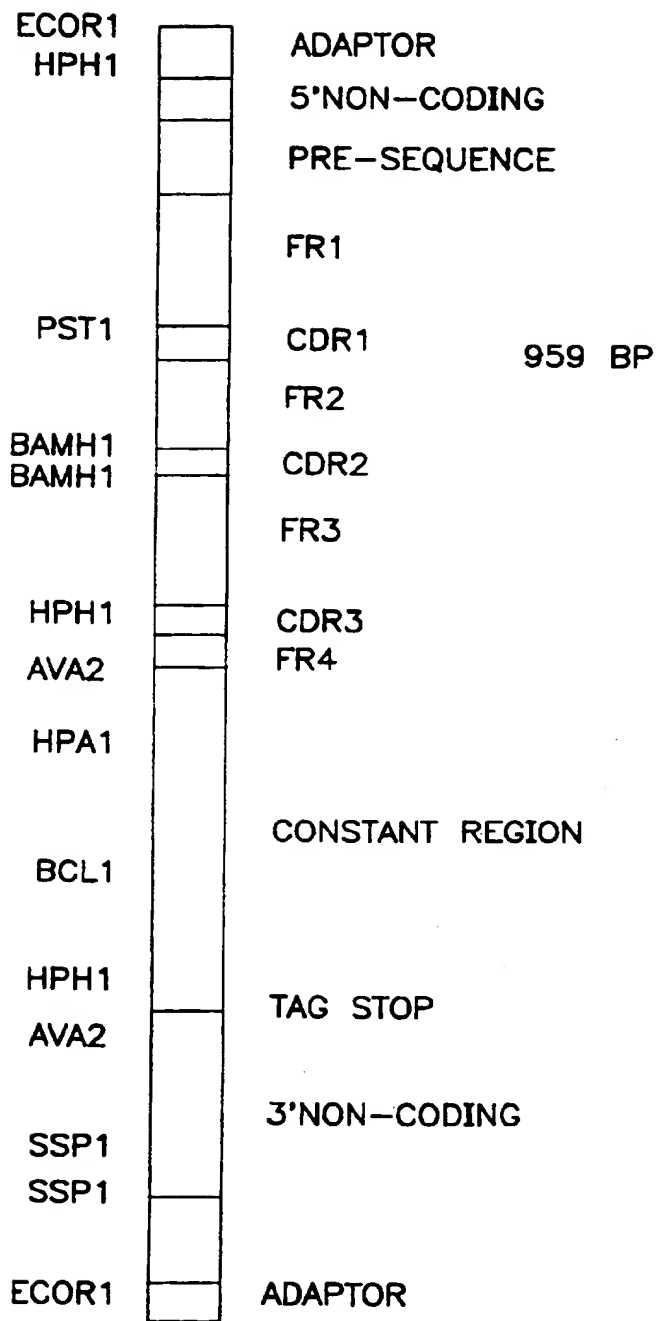 ECOR1
HPH1
ADAPTOR
5'NON-CODING
PRE-SEQUENCE
FR1
PST1
CDR1
959 BP
FR2
BAMH1
BAMH1
CDR2
FR3
HPH1
CDR3
FR4
AVA2
HPA1
CONSTANT REGION
BCL1
HPH1
TAG STOP
AVA2
3'NON-CODING
SSP1
SSP1
ECOR1
ADAPTOR